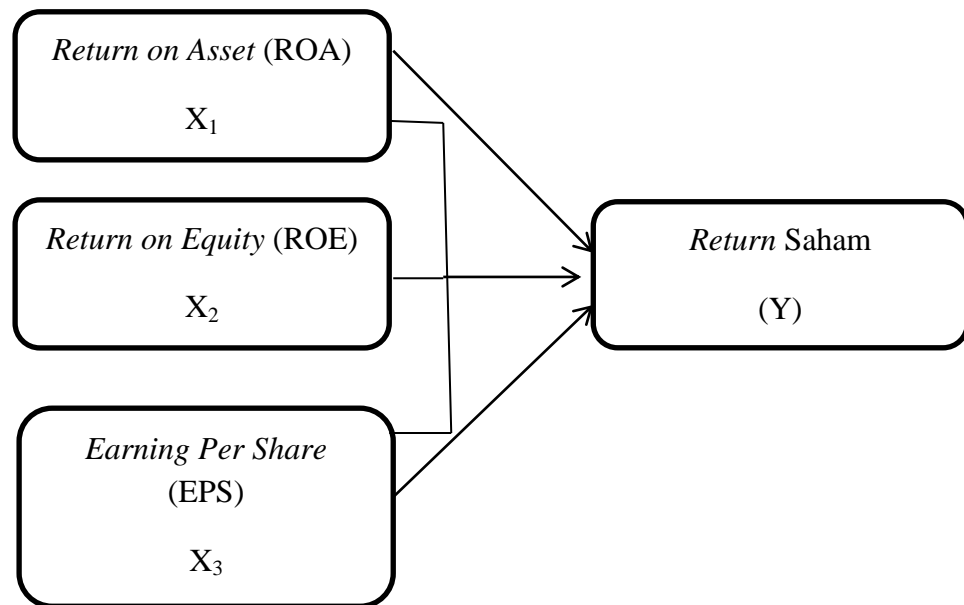 Return on Asset (ROA)
X₁
Return on Equity (ROE)
X₂
Earning Per Share
(EPS)
X₃
Return Saham
(Y)